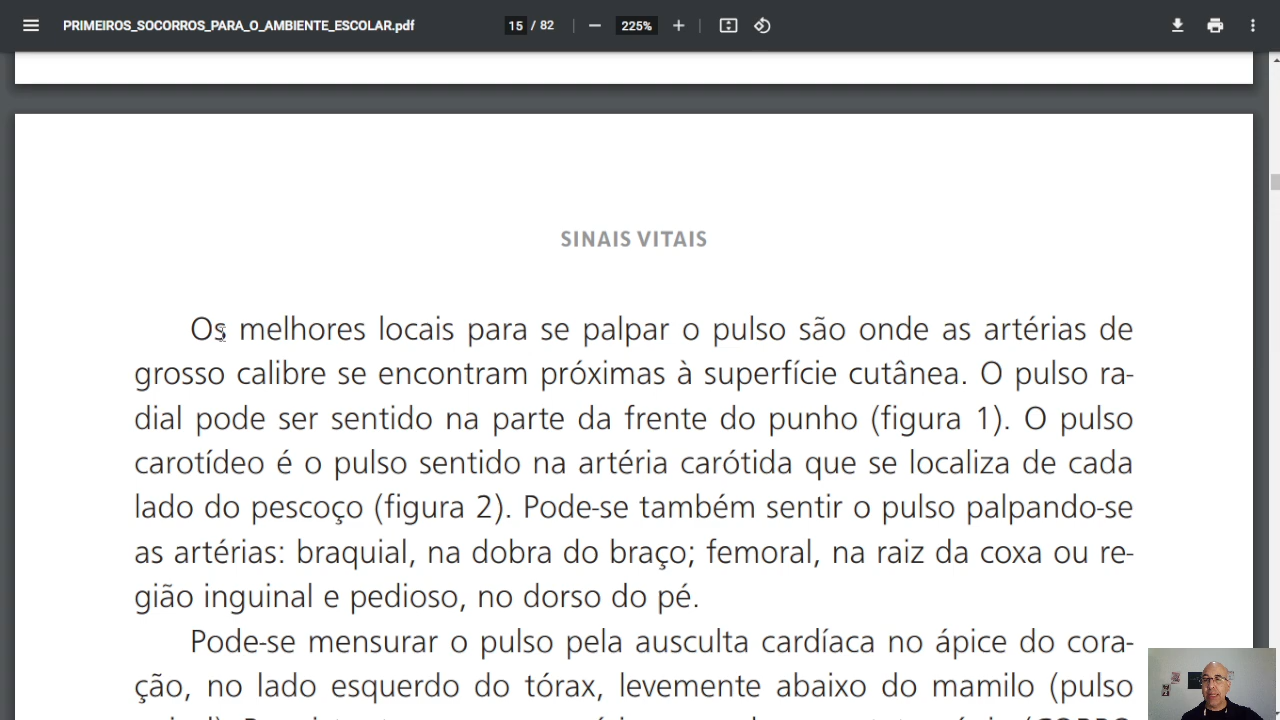 PRIMEIROS_SOCORROS_PARA_O_AMBIENTE_ESCOLAR.pdf
15 / 82
225%
SINAIS VITAIS
Os melhores locais para se palpar o pulso são onde as artérias de
grosso calibre se encontram próximas à superfície cutânea. O pulso ra-
dial pode ser sentido na parte da frente do punho (figura 1). O pulso
carotídeo é o pulso sentido na artéria carótida que se localiza de cada
lado do pescoço (figura 2). Pode-se também sentir o pulso palpando-se
as artérias: braquial, na dobra do braço; femoral, na raiz da coxa ou re-
gião inguinal e pedioso, no dorso do pé.
Pode-se mensurar o pulso pela ausculta cardíaca no ápice do cora-
ção, no lado esquerdo do tórax, levemente abaixo do mamilo (pulso